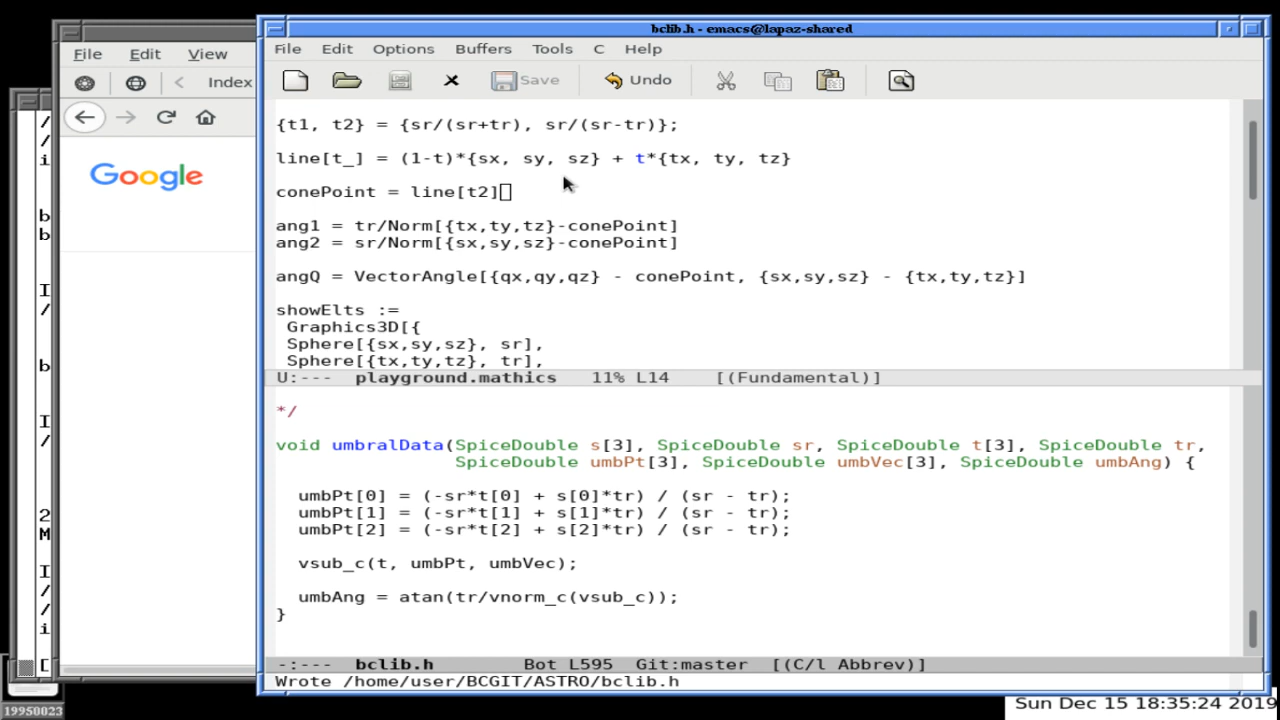 bclib.h - emacs@lapaz-shared
File Edit Options Buffers Tools C Help
Save Undo
{t1, t2} = {sr/(sr+tr), sr/(sr-tr)};
line[t_] = (1-t)*{sx, sy, sz} + t*{tx, ty, tz}
conePoint = line[t2]
ang1 = tr/Norm[{tx,ty,tz}-conePoint]
ang2 = sr/Norm[{sx,sy,sz}-conePoint]
angQ = VectorAngle[{qx,qy,qz} - conePoint, {sx,sy,sz} - {tx,ty,tz}]
showElts :=
Graphics3D[{
Sphere[{sx,sy,sz}, sr],
Sphere[{tx,ty,tz}, tr],
U:--- playground.mathics 11% L14 [(Fundamental)]
*/
void umbralData(SpiceDouble s[3], SpiceDouble sr, SpiceDouble t[3], SpiceDouble tr,
SpiceDouble umbPt[3], SpiceDouble umbVec[3], SpiceDouble umbAng) {
umbPt[0] = (-sr*t[0] + s[0]*tr) / (sr - tr);
umbPt[1] = (-sr*t[1] + s[1]*tr) / (sr - tr);
umbPt[2] = (-sr*t[2] + s[2]*tr) / (sr - tr);
vsub_c(t, umbPt, umbVec);
umbAng = atan(tr/vnorm_c(vsub_c));
}
-:--- bclib.h Bot L595 Git:master [(C/l Abbrev)]
Wrote /home/user/BCGIT/ASTRO/bclib.h
File Edit View
< Index
Google
/
/
i
b
b
I
/
b
I
/
2
M
I
/
/
i
[
19950023
Sun Dec 15 18:35:24 2019